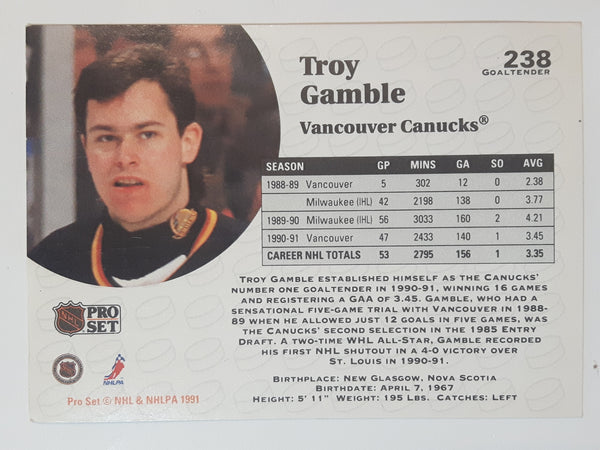 Troy
Gamble
238
GOALTENDER
Vancouver Canucks®
SEASON GP MINS GA SO AVG
1988-89 Vancouver 5 302 12 0 2.38
Milwaukee (IHL) 42 2198 138 0 3.77
1989-90 Milwaukee (IHL) 56 3033 160 2 4.21
1990-91 Vancouver 47 2433 140 1 3.45
CAREER NHL TOTALS 53 2795 156 1 3.35
TROY GAMBLE ESTABLISHED HIMSELF AS THE CANUCKS'
NUMBER ONE GOALTENDER IN 1990-91, WINNING 16 GAMES
AND REGISTERING A GAA OF 3.45. GAMBLE, WHO HAD A
SENSATIONAL FIVE-GAME TRIAL WITH VANCOUVER IN 1988-
89 WHEN HE ALLOWED JUST 12 GOALS IN FIVE GAMES, WAS
THE CANUCKS' SECOND SELECTION IN THE 1985 ENTRY
DRAFT. A TWO-TIME WHL ALL-STAR, GAMBLE RECORDED
HIS FIRST NHL SHUTOUT IN A 4-0 VICTORY OVER
ST. LOUIS IN 1990-91.
BIRTHPLACE: NEW GLASGOW, NOVA SCOTIA
BIRTHDATE: APRIL 7, 1967
HEIGHT: 5' 11" WEIGHT: 195 LBS. CATCHES: LEFT
NHL PRO SET
NHLPA
Pro Set © NHL & NHLPA 1991